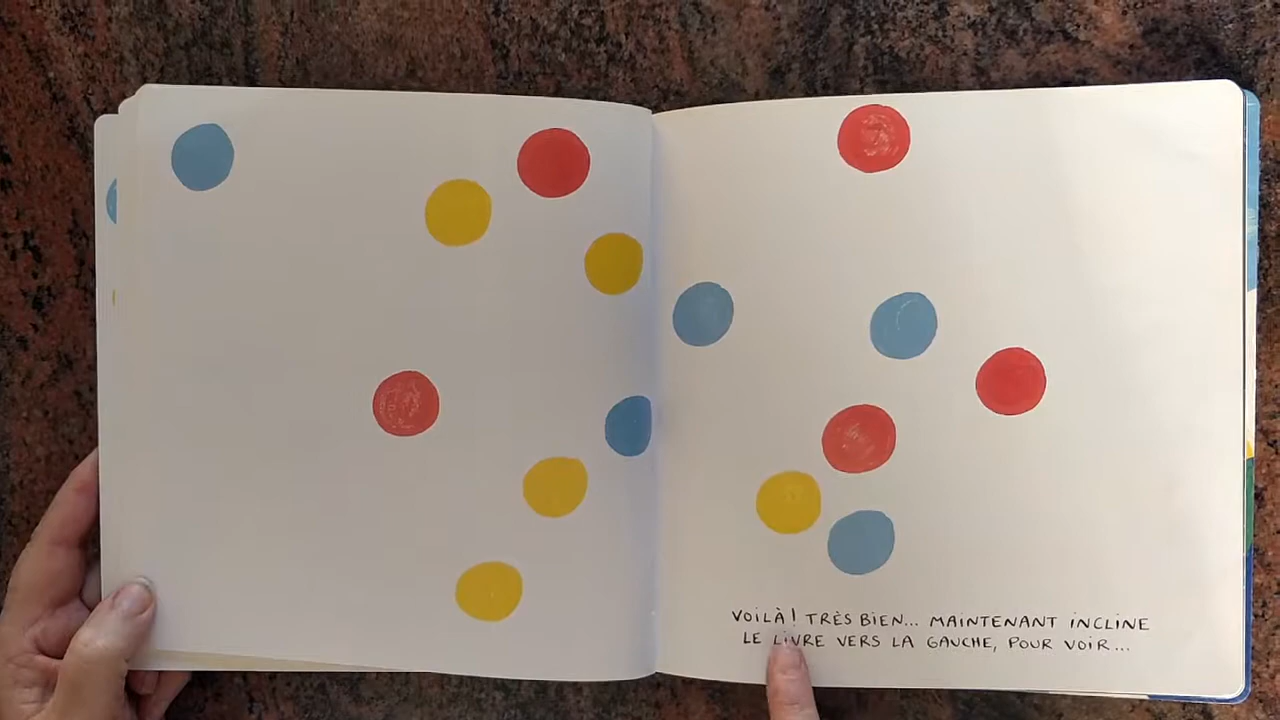 VOILÀ! TRÈS BIEN... MAINTENANT INCLINE
LE LIVRE VERS LA GAUCHE, POUR VOIR...